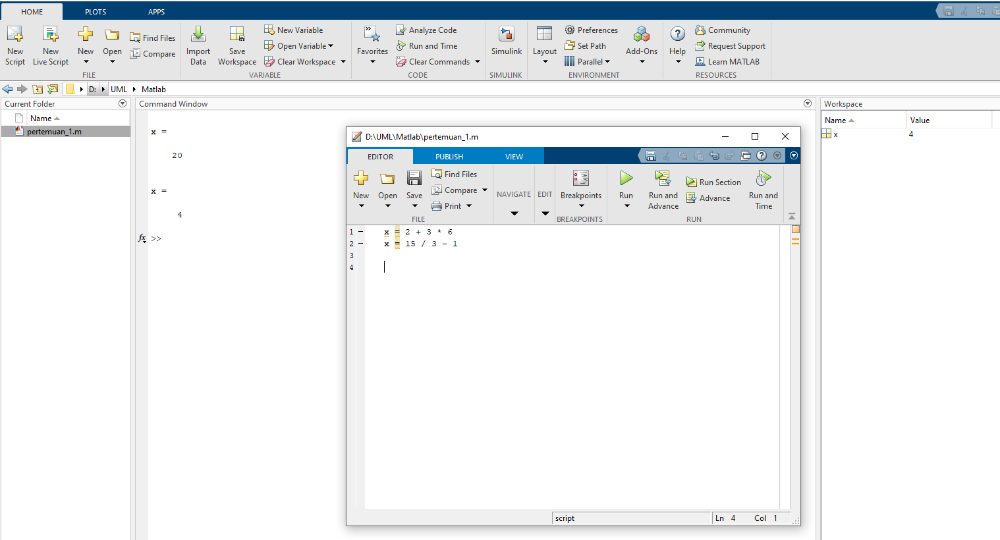 HOME PLOTS APPS
New Script
New Live Script
New
Open
Find Files
Compare
FILE
Import Data
Save Workspace
New Variable
Open Variable
Clear Workspace
VARIABLE
Favorites
Analyze Code
Run and Time
Clear Commands
CODE
Simulink
SIMULINK
Layout
Preferences
Set Path
Parallel
Add-Ons
ENVIRONMENT
Help
Community
Request Support
Learn MATLAB
RESOURCES
D: UML Matlab
Current Folder
Name
pertemuan_1.m
Command Window
x =
20
x =
4
fx >>
D:\UML\Matlab\pertemuan_1.m
EDITOR PUBLISH VIEW
New
Open
Save
Find Files
Compare
Print
FILE
NAVIGATE
EDIT
Breakpoints
BREAKPOINTS
Run
Run and Advance
Run Section
Advance
Run and Time
RUN
1 – x = 2 + 3 * 6
2 – x = 15 / 3 - 1
3
4
script
Ln 4 Col 1
Workspace
Name Value
x 4